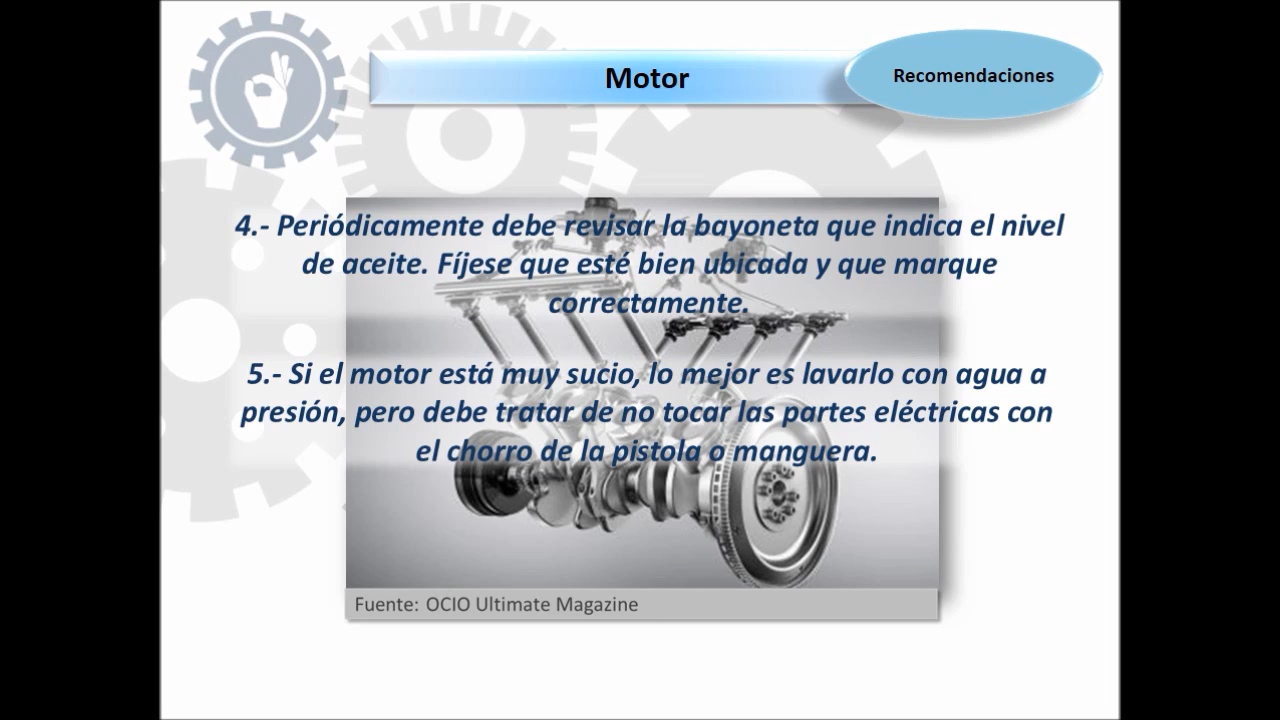 Motor
Recomendaciones
4.- Periódicamente debe revisar la bayoneta que indica el nivel
de aceite. Fíjese que esté bien ubicada y que marque
correctamente.
5.- Si el motor está muy sucio, lo mejor es lavarlo con agua a
presión, pero debe tratar de no tocar las partes eléctricas con
el chorro de la pistola o manguera.
Fuente: OCIO Ultimate Magazine